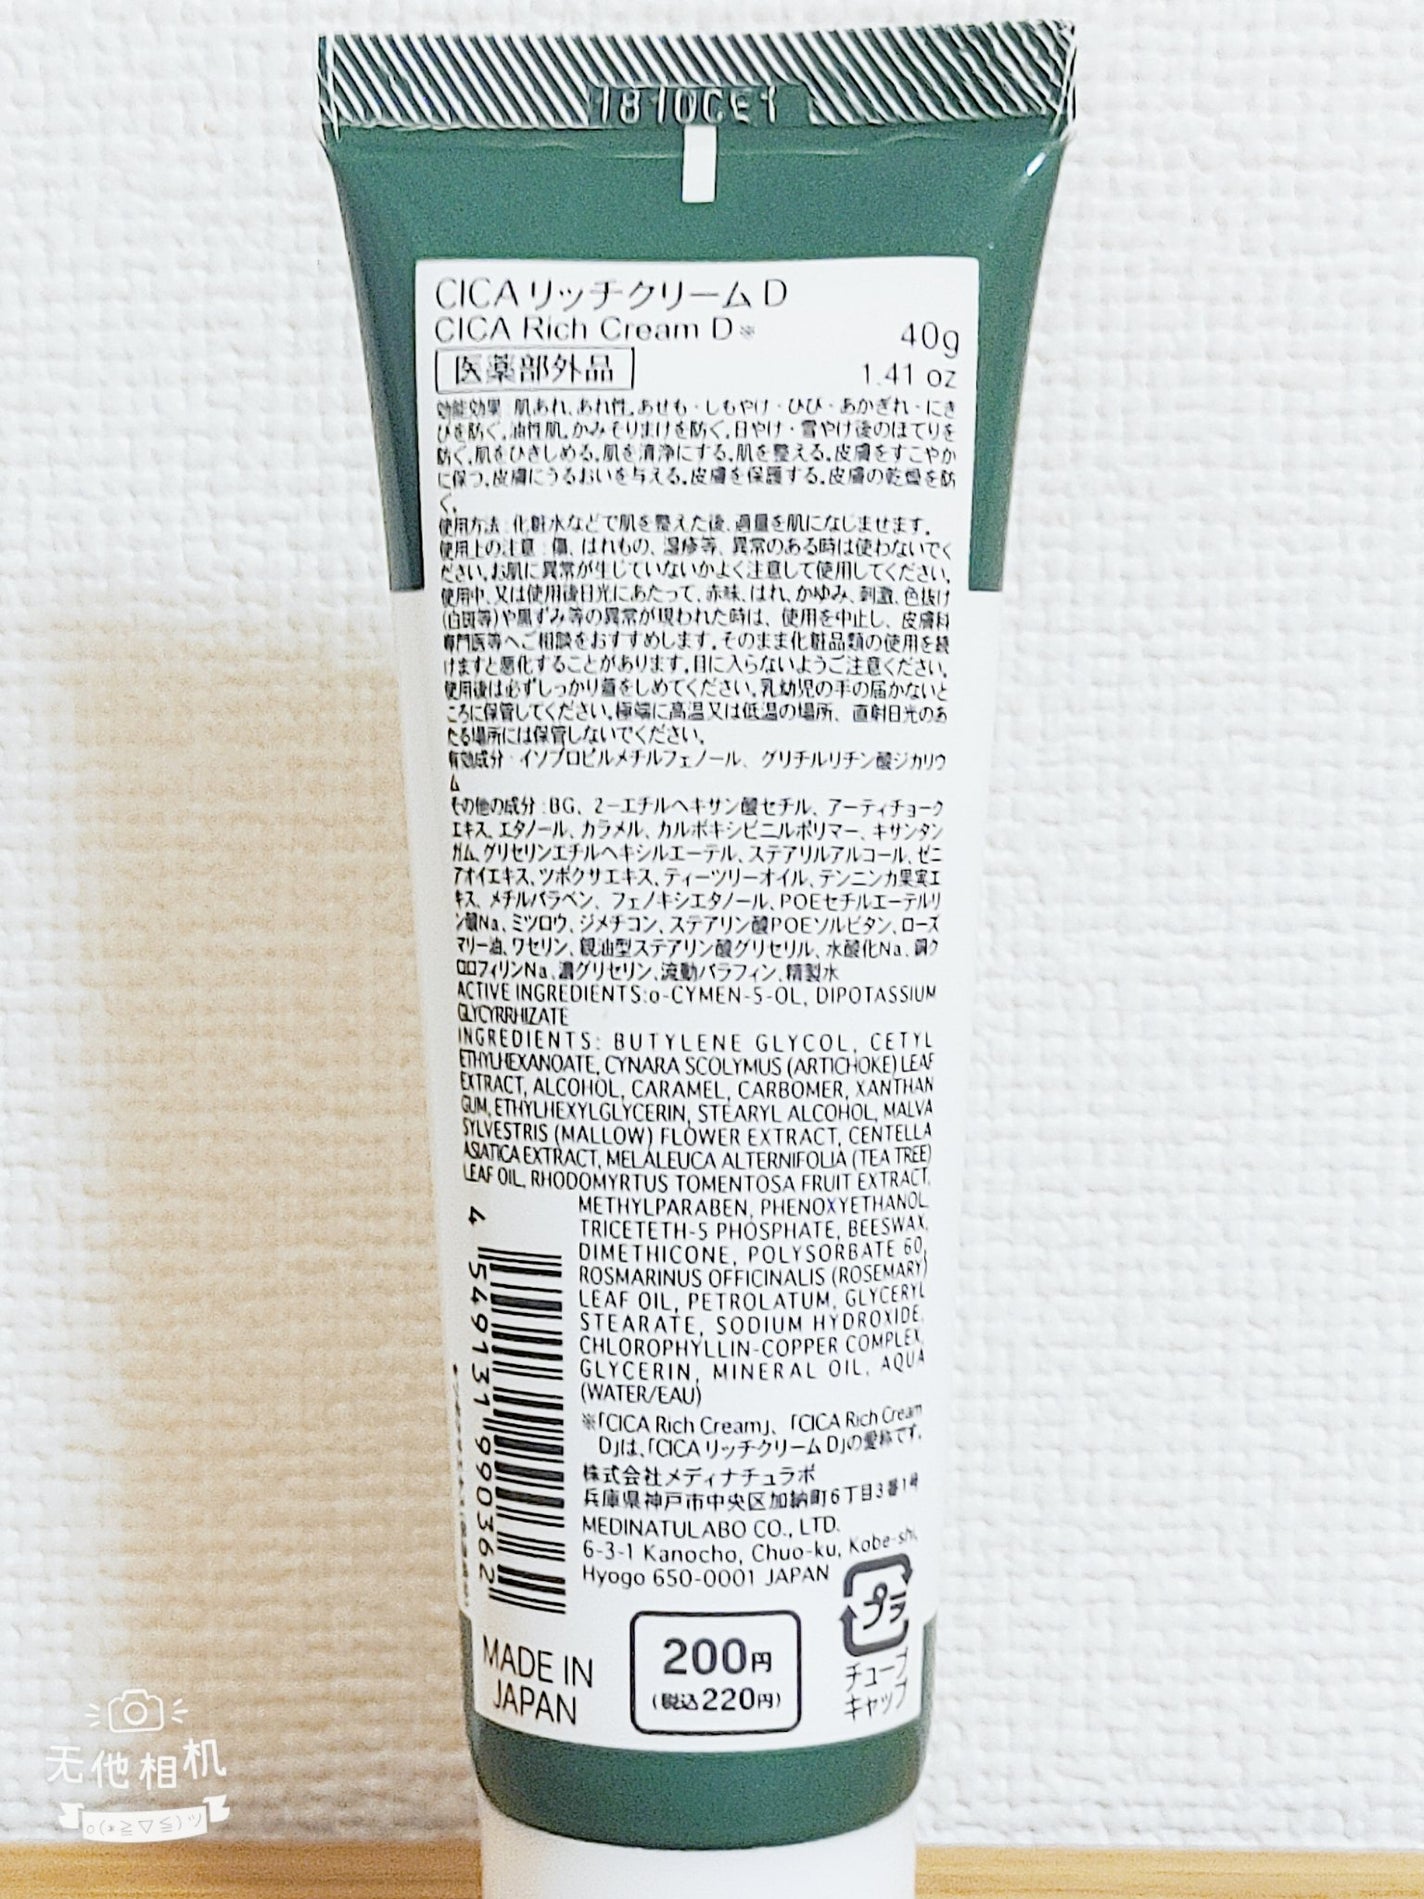 CICA リッチクリーム D
CICA Rich Cream D※
40g
医薬部外品
1.41 oz
効能効果:肌あれ。あれ性。あせも・しもやけ・ひび・あかぎれ・にき
びを防ぐ。油性肌。かみそりまけを防ぐ。日やけ・雪やけ後のほてりを
防ぐ。肌をひきしめる。肌を清浄にする。肌を整える。皮膚をすこやか
に保つ。皮膚にうるおいを与える。皮膚を保護する。皮膚の乾燥を防
ぐ。
使用方法:化粧水などで肌を整えた後、適量を肌になじませます。
使用上の注意:傷、はれもの、湿疹等、異常のある時は使わないでく
ださい。お肌に異常が生じていないかよく注意して使用してください。
使用中、又は使用後日光にあたって、赤味、はれ、かゆみ、刺激、色抜け
(白斑等)や黒ずみ等の異常が現われた時は、使用を中止し、皮膚科
専門医等へご相談をおすすめします。そのまま化粧品類の使用を続
けますと悪化することがあります。目に入らないようご注意ください。
使用後は必ずしっかり蓋をしめてください。乳幼児の手の届かないと
ころに保管してください。極端に高温又は低温の場所、直射日光のあ
たる場所には保管しないでください。
有効成分:イソプロピルメチルフェノール、グリチルリチン酸ジカリウ
ム
その他の成分:BG、2-エチルヘキサン酸セチル、アーティチョーク
エキス、エタノール、カラメル、カルボキシビニルポリマー、キサンタン
ガム、グリセリンエチルヘキシルエーテル、ステアリルアルコール、ゼニ
アオイエキス、ツボクサエキス、ティーツリーオイル、テンニンカ果実エ
キス、メチルパラベン、フェノキシエタノール、POEセチルエーテルリ
ン酸Na、ミツロウ、ジメチコン、ステアリン酸POEソルビタン、ローズ
マリー油、ワセリン、親油型ステアリン酸グリセリル、水酸化Na、銅ク
ロロフィリンNa、濃グリセリン、流動パラフィン、精製水
ACTIVE INGREDIENTS:o-CYMEN-5-OL, DIPOTASSIUM
GLYCYRRHIZATE
INGREDIENTS: BUTYLENE GLYCOL, CETYL
ETHYLHEXANOATE, CYNARA SCOLYMUS (ARTICHOKE) LEAF
EXTRACT, ALCOHOL, CARAMEL, CARBOMER, XANTHAN
GUM, ETHYLHEXYLGLYCERIN, STEARYL ALCOHOL, MALVA
SYLVESTRIS (MALLOW) FLOWER EXTRACT, CENTELLA
ASIATICA EXTRACT, MELALEUCA ALTERNIFOLIA (TEA TREE)
LEAF OIL, RHODOMYRTUS TOMENTOSA FRUIT EXTRACT,
METHYLPARABEN, PHENOXYETHANOL,
TRICETETH-5 PHOSPHATE, BEESWAX,
DIMETHICONE, POLYSORBATE 60,
ROSMARINUS OFFICINALIS (ROSEMARY)
LEAF OIL, PETROLATUM, GLYCERYL
STEARATE, SODIUM HYDROXIDE,
CHLOROPHYLLIN-COPPER COMPLEX,
GLYCERIN, MINERAL OIL, AQUA
(WATER/EAU)
※「CICA Rich Cream」、「CICA Rich Cream
D」は、「CICA リッチクリーム D」の愛称です。
株式会社メディナチュラボ
兵庫県神戸市中央区加納町6丁目3番1号
MEDINATULABO CO., LTD.
6-3-1 Kanocho, Chuo-ku, Kobe-shi,
Hyogo 650-0001 JAPAN
4 549131 990362
MADE IN
JAPAN
200円
(税込220円)
プラ
チューブ
キャップ
无他相机
o(*≧▽≦)ツ